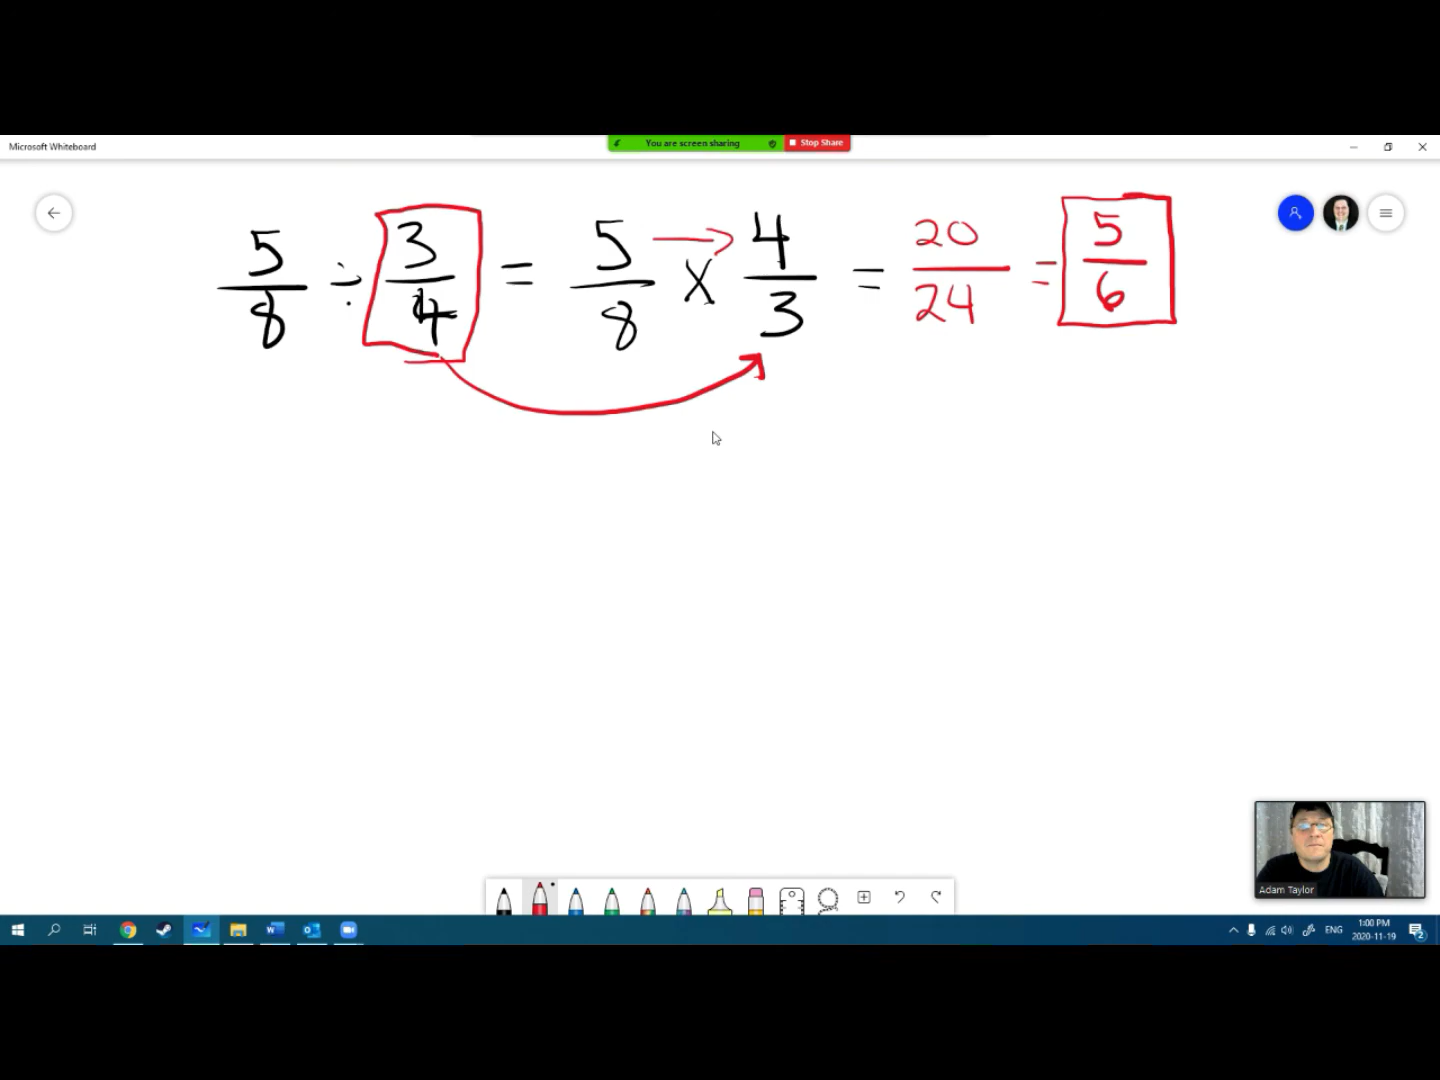 You are screen sharing Stop Share
Microsoft Whiteboard
5/8 ÷ 3/4 = 5/8 x 4/3 = 20/24 = 5/6
Adam Taylor
ENG 1:00 PM
2020-11-19 2